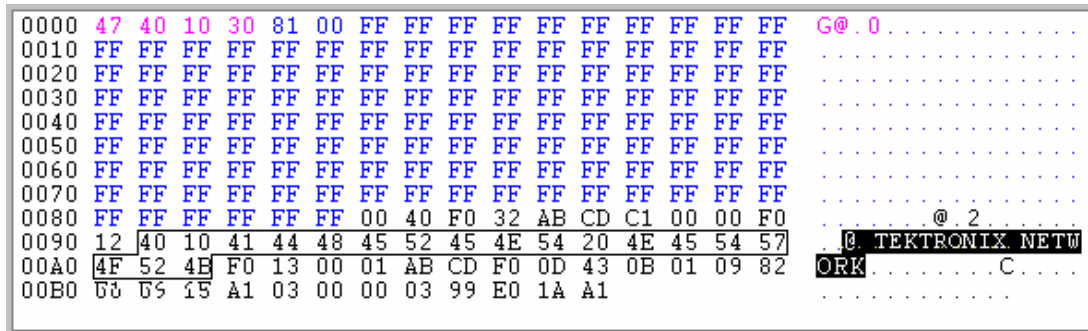 0000 47 40 10 30 81 00 FF FF FF FF FF FF FF FF FF FF G@.0............
0010 FF FF FF FF FF FF FF FF FF FF FF FF FF FF FF FF ................
0020 FF FF FF FF FF FF FF FF FF FF FF FF FF FF FF FF ................
0030 FF FF FF FF FF FF FF FF FF FF FF FF FF FF FF FF ................
0040 FF FF FF FF FF FF FF FF FF FF FF FF FF FF FF FF ................
0050 FF FF FF FF FF FF FF FF FF FF FF FF FF FF FF FF ................
0060 FF FF FF FF FF FF FF FF FF FF FF FF FF FF FF FF ................
0070 FF FF FF FF FF FF FF FF FF FF FF FF FF FF FF FF ................
0080 FF FF FF FF FF FF 00 40 F0 32 AB CD C1 00 00 F0 .......@.2......
0090 12 40 10 41 44 48 45 52 45 4E 54 20 4E 45 54 57 .@. TEKTRONIX. NETW
00A0 4F 52 4B F0 13 00 01 AB CD F0 0D 43 0B 01 09 82 ORK........C....
00B0 A1 03 00 00 03 99 E0 1A A1 ............